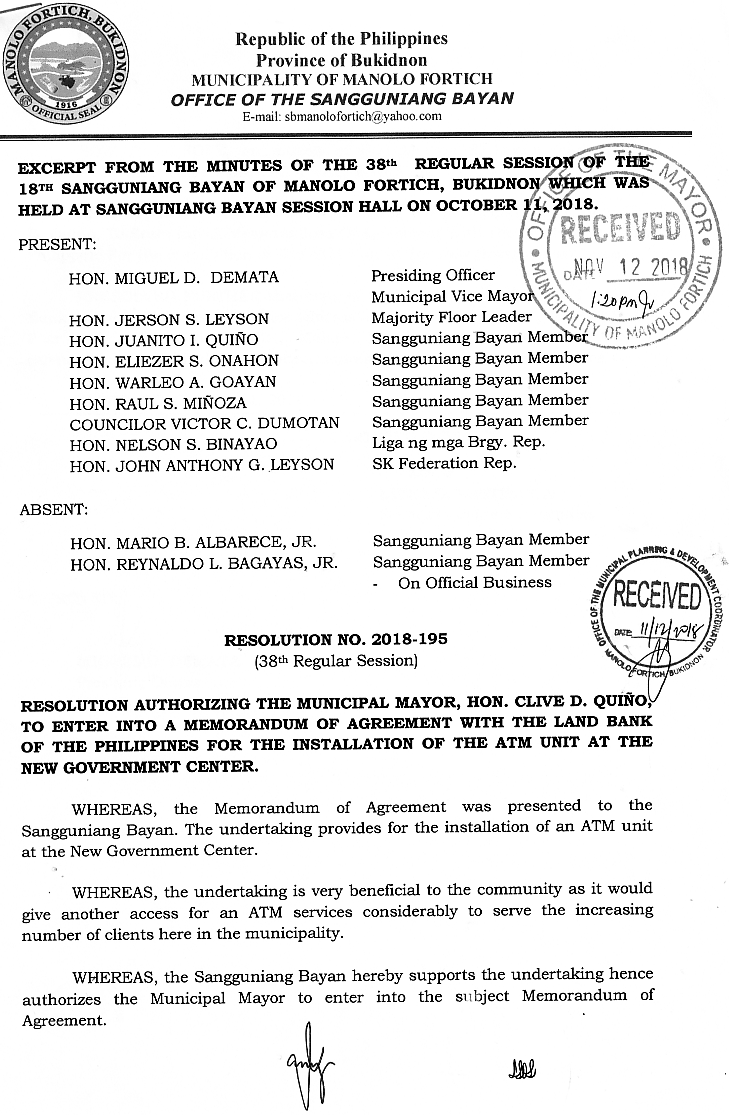 MANOLO FORTICH, BUKIDNON
1916
OFFICIAL SEAL
Republic of the Philippines
Province of Bukidnon
MUNICIPALITY OF MANOLO FORTICH
OFFICE OF THE SANGGUNIANG BAYAN
E-mail: sbmanolofortich@yahoo.com
EXCERPT FROM THE MINUTES OF THE 38th REGULAR SESSION OF THE
18TH SANGGUNIANG BAYAN OF MANOLO FORTICH, BUKIDNON WHICH WAS
HELD AT SANGGUNIANG BAYAN SESSION HALL ON OCTOBER 11, 2018.
OFFICE OF THE MAYOR
RECEIVED
DATE NOV 12 2018
1:20pm
MUNICIPALITY OF MANOLO FORTICH
PRESENT:
HON. MIGUEL D. DEMATA Presiding Officer
Municipal Vice Mayor
HON. JERSON S. LEYSON Majority Floor Leader
HON. JUANITO I. QUIÑO Sangguniang Bayan Member
HON. ELIEZER S. ONAHON Sangguniang Bayan Member
HON. WARLEO A. GOAYAN Sangguniang Bayan Member
HON. RAUL S. MIÑOZA Sangguniang Bayan Member
COUNCILOR VICTOR C. DUMOTAN Sangguniang Bayan Member
HON. NELSON S. BINAYAO Liga ng mga Brgy. Rep.
HON. JOHN ANTHONY G. LEYSON SK Federation Rep.
ABSENT:
HON. MARIO B. ALBARECE, JR. Sangguniang Bayan Member
HON. REYNALDO L. BAGAYAS, JR. Sangguniang Bayan Member
- On Official Business
OFFICE OF THE MUNICIPAL PLANNING & DEVELOPMENT COORDINATOR
RECEIVED
DATE: 11/12/2018
MANOLO FORTICH, BUKIDNON
RESOLUTION NO. 2018-195
(38th Regular Session)
RESOLUTION AUTHORIZING THE MUNICIPAL MAYOR, HON. CLIVE D. QUIÑO,
TO ENTER INTO A MEMORANDUM OF AGREEMENT WITH THE LAND BANK
OF THE PHILIPPINES FOR THE INSTALLATION OF THE ATM UNIT AT THE
NEW GOVERNMENT CENTER.
WHEREAS, the Memorandum of Agreement was presented to the
Sangguniang Bayan. The undertaking provides for the installation of an ATM unit
at the New Government Center.
WHEREAS, the undertaking is very beneficial to the community as it would
give another access for an ATM services considerably to serve the increasing
number of clients here in the municipality.
WHEREAS, the Sangguniang Bayan hereby supports the undertaking hence
authorizes the Municipal Mayor to enter into the subject Memorandum of
Agreement.